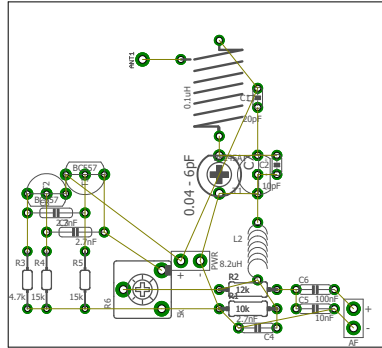 ANT1
0.1uH
C1
20pF
BC557
BC557
0.04 - 6pF
C2
10pF
2.7nF
2.7nF
L2
8.2uH
+ -
PWR
R3
R4
R5
4.7k
15k
15k
R6
5k
R2
12k
R1
10k
2.7nF
C4
C6
100nF
C5
10nF
+
-
AF